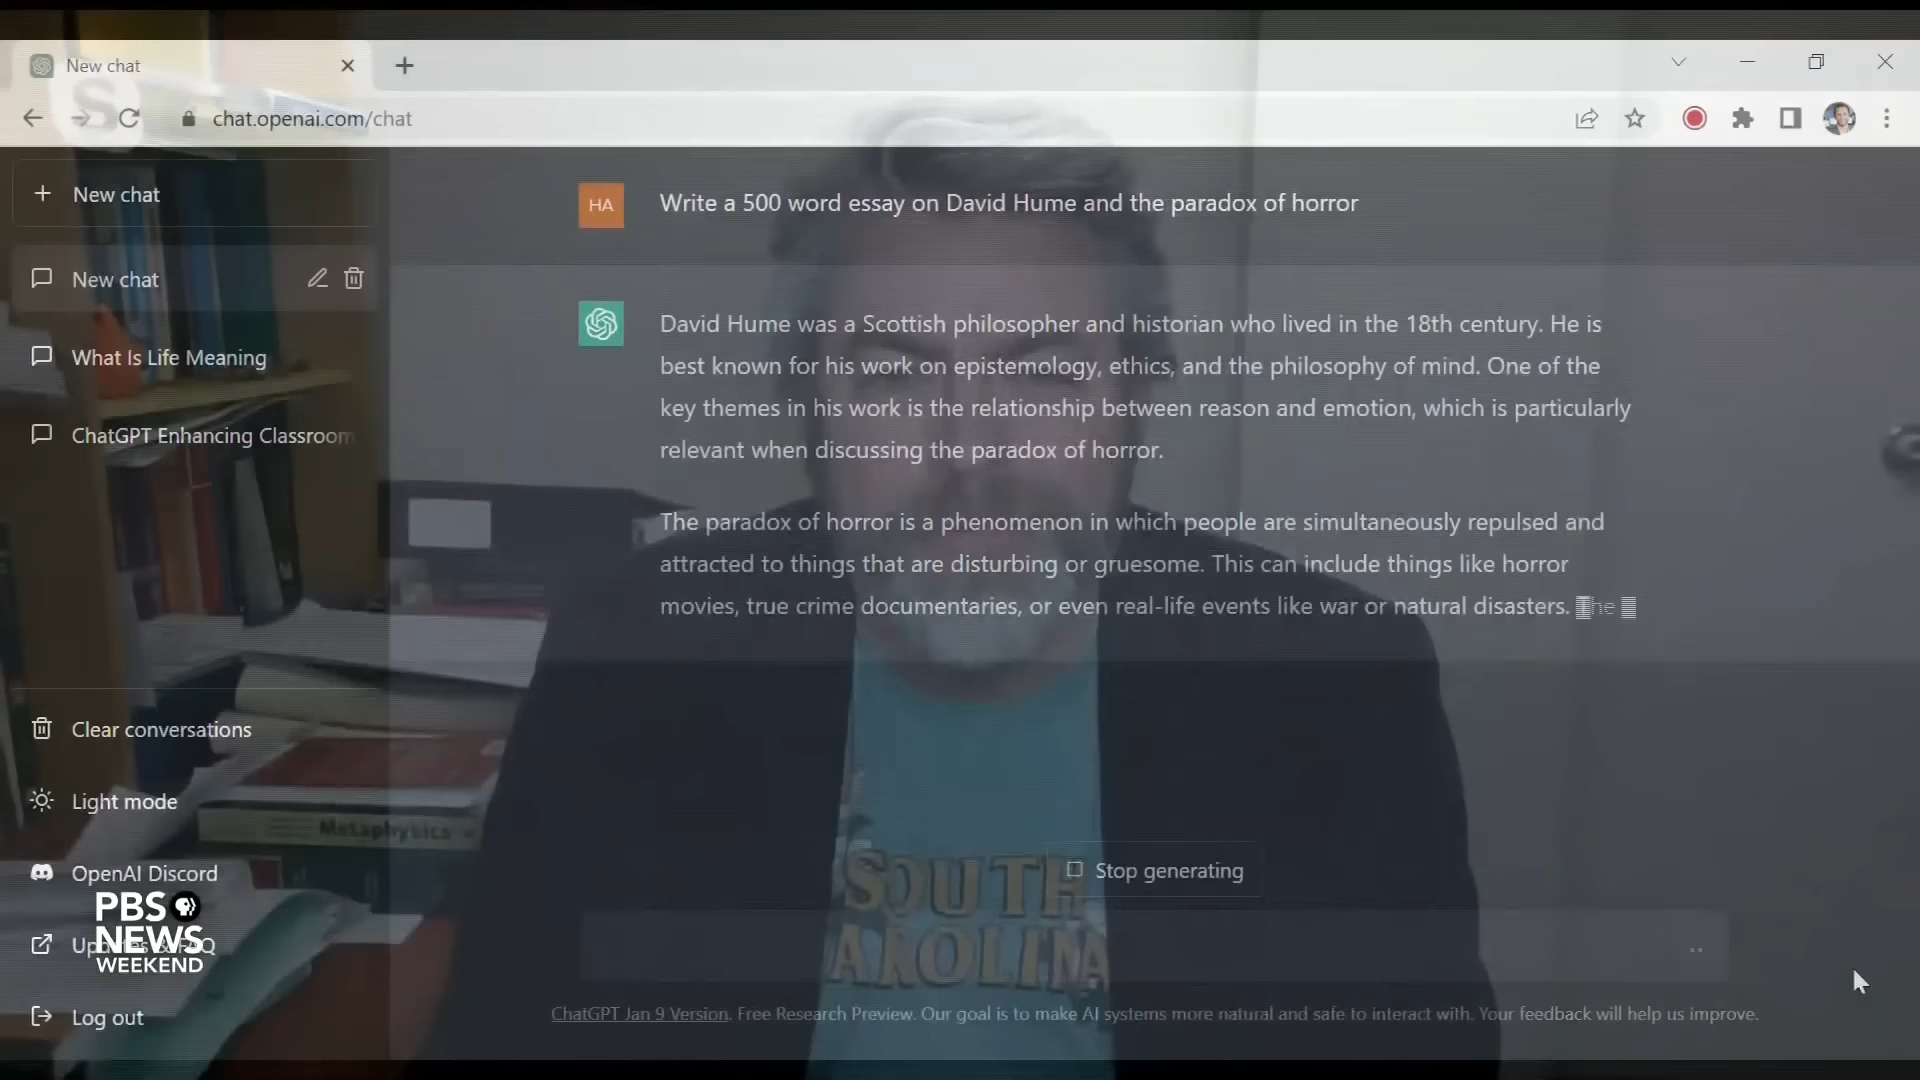 New chat
chat.openai.com/chat
New chat
HA
Write a 500 word essay on David Hume and the paradox of horror
New chat
David Hume was a Scottish philosopher and historian who lived in the 18th century. He is
best known for his work on epistemology, ethics, and the philosophy of mind. One of the
What Is Life Meaning
key themes in his work is the relationship between reason and emotion, which is particularly
ChatGPT Enhancing Classroom
relevant when discussing the paradox of horror.
The paradox of horror is a phenomenon in which people are simultaneously repulsed and
attracted to things that are disturbing or gruesome. This can include things like horror
movies, true crime documentaries, or even real-life events like war or natural disasters. The
Clear conversations
Light mode
Metaphysics
OpenAI Discord
Stop generating
SOUTH
CAROLINA
PBS
NEWS
WEEKEND
Updates & FAQ
Log out
ChatGPT Jan 9 Version. Free Research Preview. Our goal is to make AI systems more natural and safe to interact with. Your feedback will help us improve.